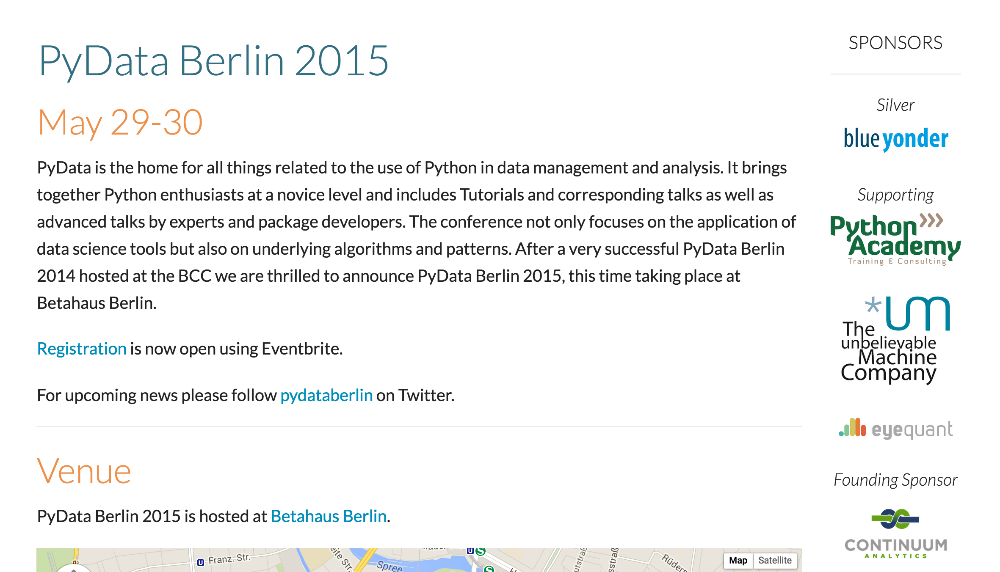 PyData Berlin 2015
May 29-30
PyData is the home for all things related to the use of Python in data management and analysis. It brings
together Python enthusiasts at a novice level and includes Tutorials and corresponding talks as well as
advanced talks by experts and package developers. The conference not only focuses on the application of
data science tools but also on underlying algorithms and patterns. After a very successful PyData Berlin
2014 hosted at the BCC we are thrilled to announce PyData Berlin 2015, this time taking place at
Betahaus Berlin.
Registration is now open using Eventbrite.
For upcoming news please follow pydataberlin on Twitter.
Venue
PyData Berlin 2015 is hosted at Betahaus Berlin.
U Franz. Str.
Spree
U S
S
Map Satellite
SPONSORS
Silver
blue yonder
Supporting
Python
Academy
Training & Consulting
*um
The
unbelievable
Machine
Company
eyequant
Founding Sponsor
CONTINUUM
ANALYTICS